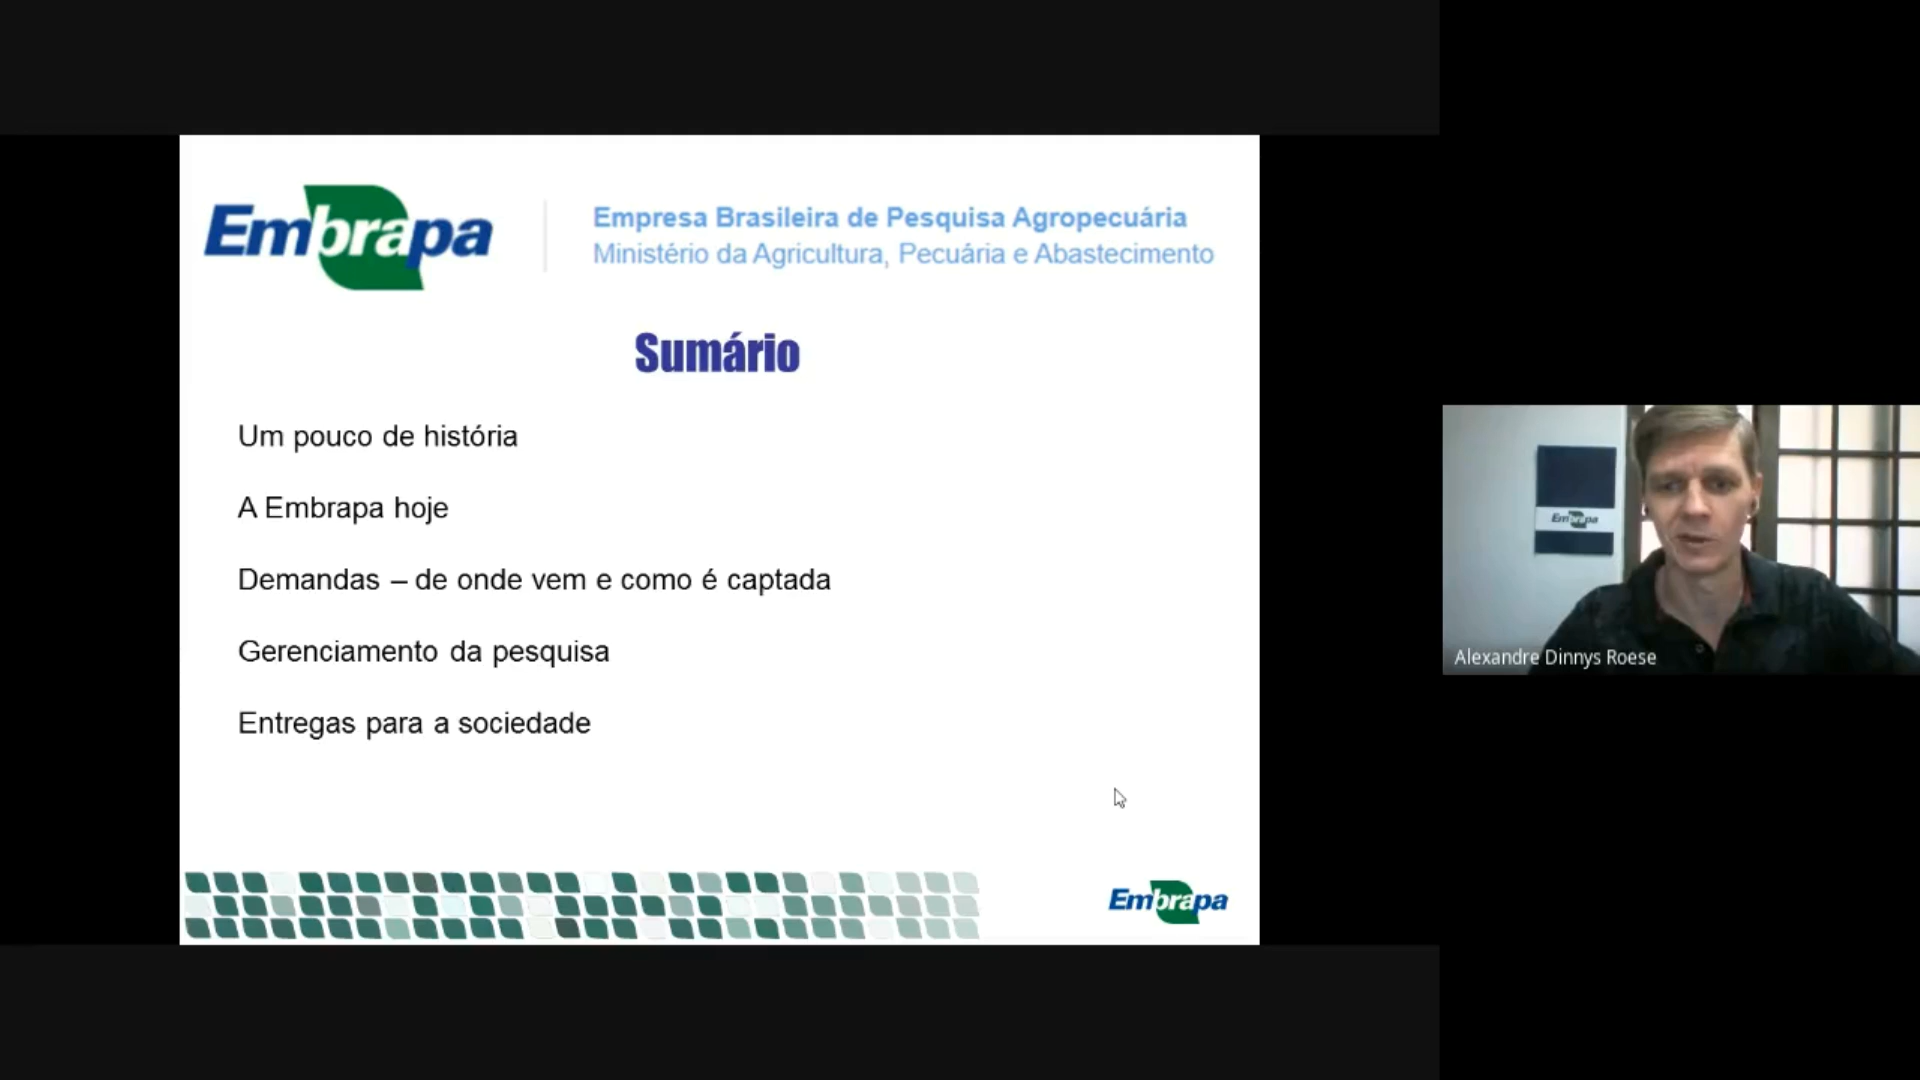 Embrapa
Empresa Brasileira de Pesquisa Agropecuária
Ministério da Agricultura, Pecuária e Abastecimento
Sumário
Um pouco de história
A Embrapa hoje
Demandas – de onde vem e como é captada
Gerenciamento da pesquisa
Entregas para a sociedade
Embrapa
Embrapa
Alexandre Dinnys Roese